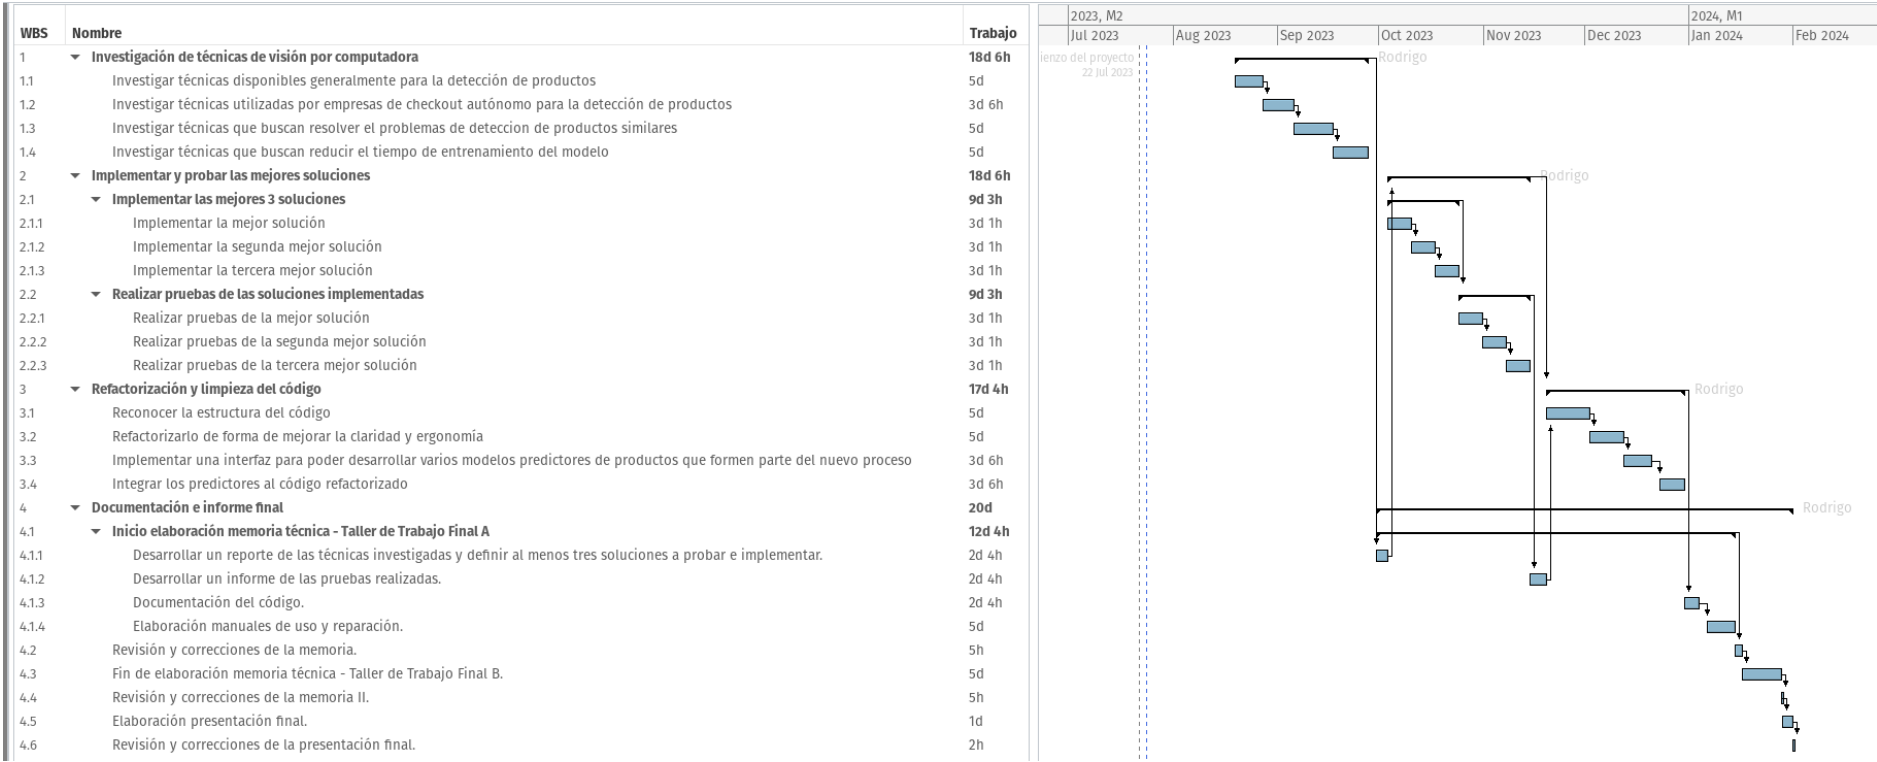 2023, M2 2024, M1
WBS Nombre Trabajo Jul 2023 Aug 2023 Sep 2023 Oct 2023 Nov 2023 Dec 2023 Jan 2024 Feb 2024
1 Investigación de técnicas de visión por computadora 18d 6h ienzo del proyecto Rodrigo
22 Jul 2023
1.1 Investigar técnicas disponibles generalmente para la detección de productos 5d
1.2 Investigar técnicas utilizadas por empresas de checkout autónomo para la detección de productos 3d 6h
1.3 Investigar técnicas que buscan resolver el problemas de deteccion de productos similares 5d
1.4 Investigar técnicas que buscan reducir el tiempo de entrenamiento del modelo 5d
2 Implementar y probar las mejores soluciones 18d 6h Rodrigo
2.1 Implementar las mejores 3 soluciones 9d 3h
2.1.1 Implementar la mejor solución 3d 1h
2.1.2 Implementar la segunda mejor solución 3d 1h
2.1.3 Implementar la tercera mejor solución 3d 1h
2.2 Realizar pruebas de las soluciones implementadas 9d 3h
2.2.1 Realizar pruebas de la mejor solución 3d 1h
2.2.2 Realizar pruebas de la segunda mejor solución 3d 1h
2.2.3 Realizar pruebas de la tercera mejor solución 3d 1h
3 Refactorización y limpieza del código 17d 4h Rodrigo
3.1 Reconocer la estructura del código 5d
3.2 Refactorizarlo de forma de mejorar la claridad y ergonomía 5d
3.3 Implementar una interfaz para poder desarrollar varios modelos predictores de productos que formen parte del nuevo proceso 3d 6h
3.4 Integrar los predictores al código refactorizado 3d 6h
4 Documentación e informe final 20d Rodrigo
4.1 Inicio elaboración memoria técnica - Taller de Trabajo Final A 12d 4h
4.1.1 Desarrollar un reporte de las técnicas investigadas y definir al menos tres soluciones a probar e implementar. 2d 4h
4.1.2 Desarrollar un informe de las pruebas realizadas. 2d 4h
4.1.3 Documentación del código. 2d 4h
4.1.4 Elaboración manuales de uso y reparación. 5d
4.2 Revisión y correcciones de la memoria. 5h
4.3 Fin de elaboración memoria técnica - Taller de Trabajo Final B. 5d
4.4 Revisión y correcciones de la memoria II. 5h
4.5 Elaboración presentación final. 1d
4.6 Revisión y correcciones de la presentación final. 2h